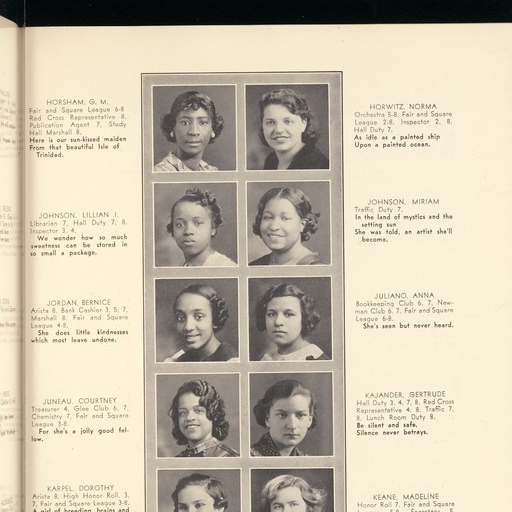 HORSHAM, G. M.
Fair and Square League 6-8
Red Cross Representative 8,
Publication Agent 7, Study
Hall Marshall 8.
Here is our sun-kissed maiden
From that beautiful Isle of
Trinidad.
JOHNSON, LILLIAN I.
Librarian 7, Hall Duty 7, 8,
Inspector 3, 4.
We wonder how so much
sweetness can be stored in
so small a package.
JORDAN, BERNICE
Arista 8, Bank Cashier 3, 5, 7,
Marshall 8, Fair and Square
League 4-8.
She does little kindnesses
which most leave undone.
JUNEAU, COURTNEY
Treasurer 4, Glee Club 6, 7,
Chemistry 7, Fair and Square
League 3-8.
For she's a jolly good fel-
low.
KARPEL, DOROTHY
Arista 8, High Honor Roll, 3,
7, Fair and Square League 3-8.
A girl of breeding, brains and
HORWITZ, NORMA
Orchestra 5-8, Fair and Square
League 2-8, Inspector 2, 8,
Hall Duty 7.
As idle as a painted ship
Upon a painted ocean.
JOHNSON, MIRIAM
Traffic Duty 7.
In the land of mystics and the
setting sun
She was told, an artist she'll
become.
JULIANO, ANNA
Bookkeeping Club 6, 7, New-
man Club 6, 7, Fair and Square
League 6-8.
She's seen but never heard.
KAJANDER, GERTRUDE
Hall Duty 3, 4, 7, 8, Red Cross
Representative 4, 8, Traffic 7,
8, Lunch Room Duty 8.
Be silent and safe,
Silence never betrays.
KEANE, MADELINE
Honor Roll 7, Fair and Square